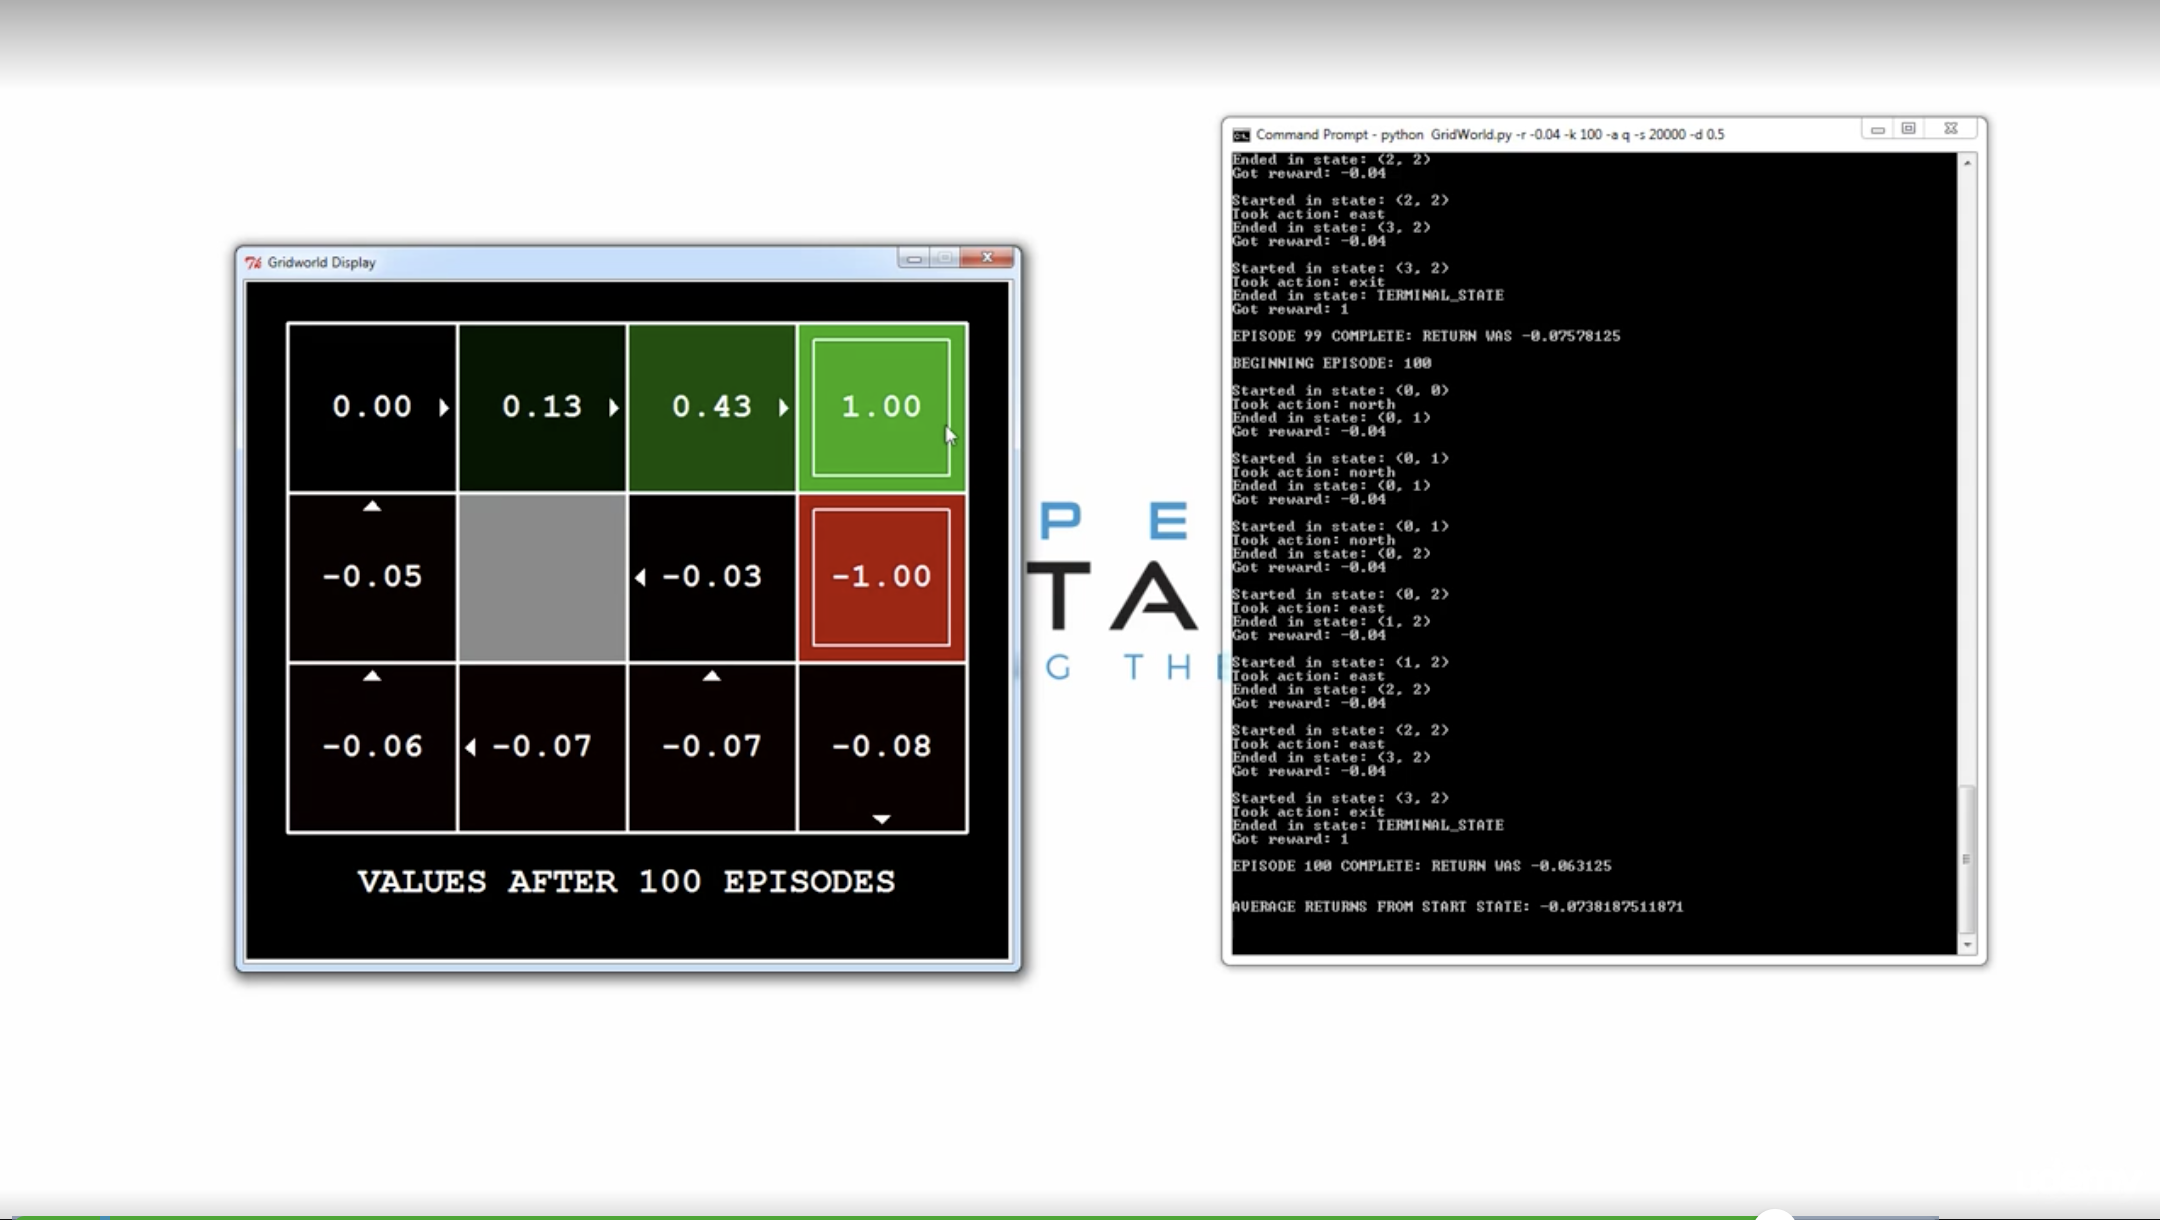 Gridworld Display
0.00 0.13 0.43 1.00
-0.05 -0.03 -1.00
-0.06 -0.07 -0.07 -0.08
VALUES AFTER 100 EPISODES
P E
TA
G THE
Command Prompt - python GridWorld.py -r -0.04 -k 100 -a q -s 20000 -d 0.5
Ended in state: (2, 2)
Got reward: -0.04
Started in state: (2, 2)
Took action: east
Ended in state: (3, 2)
Got reward: -0.04
Started in state: (3, 2)
Took action: exit
Ended in state: TERMINAL_STATE
Got reward: 1
EPISODE 99 COMPLETE: RETURN WAS -0.07578125
BEGINNING EPISODE: 100
Started in state: (0, 0)
Took action: north
Ended in state: (0, 1)
Got reward: -0.04
Started in state: (0, 1)
Took action: north
Ended in state: (0, 1)
Got reward: -0.04
Started in state: (0, 1)
Took action: north
Ended in state: (0, 2)
Got reward: -0.04
Started in state: (0, 2)
Took action: east
Ended in state: (1, 2)
Got reward: -0.04
Started in state: (1, 2)
Took action: east
Ended in state: (2, 2)
Got reward: -0.04
Started in state: (2, 2)
Took action: east
Ended in state: (3, 2)
Got reward: -0.04
Started in state: (3, 2)
Took action: exit
Ended in state: TERMINAL_STATE
Got reward: 1
EPISODE 100 COMPLETE: RETURN WAS -0.063125
AVERAGE RETURNS FROM START STATE: -0.0738187511871